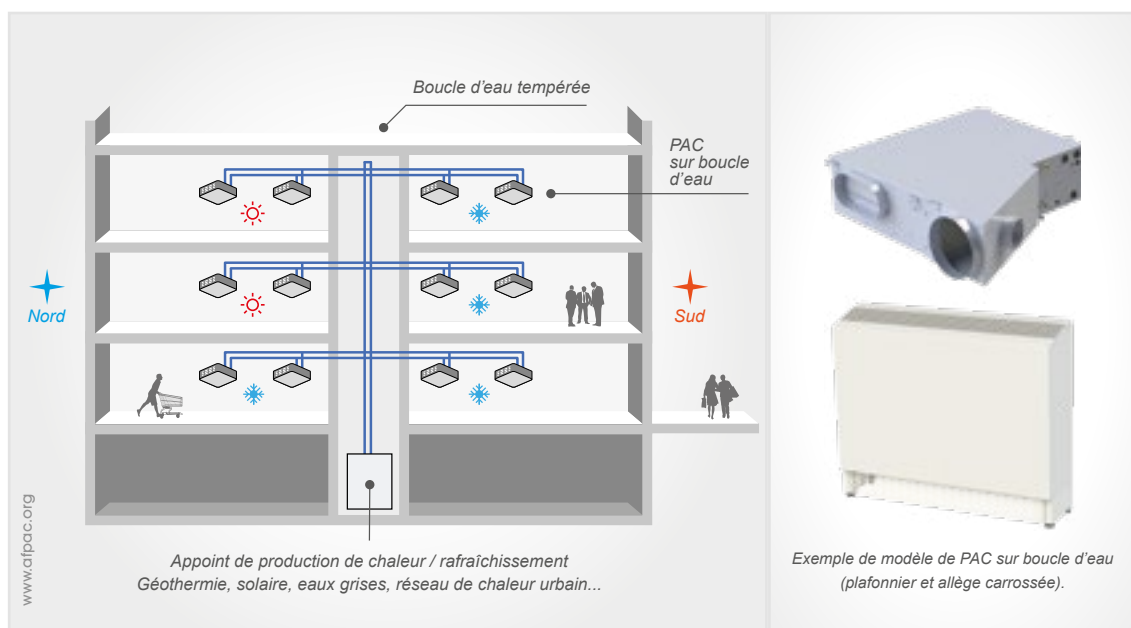 Boucle d'eau tempérée
PAC
sur boucle
d'eau
Nord
Sud
www.afpac.org
Appoint de production de chaleur / rafraîchissement
Géothermie, solaire, eaux grises, réseau de chaleur urbain...
Exemple de modèle de PAC sur boucle d'eau
(plafonnier et allège carrossée).